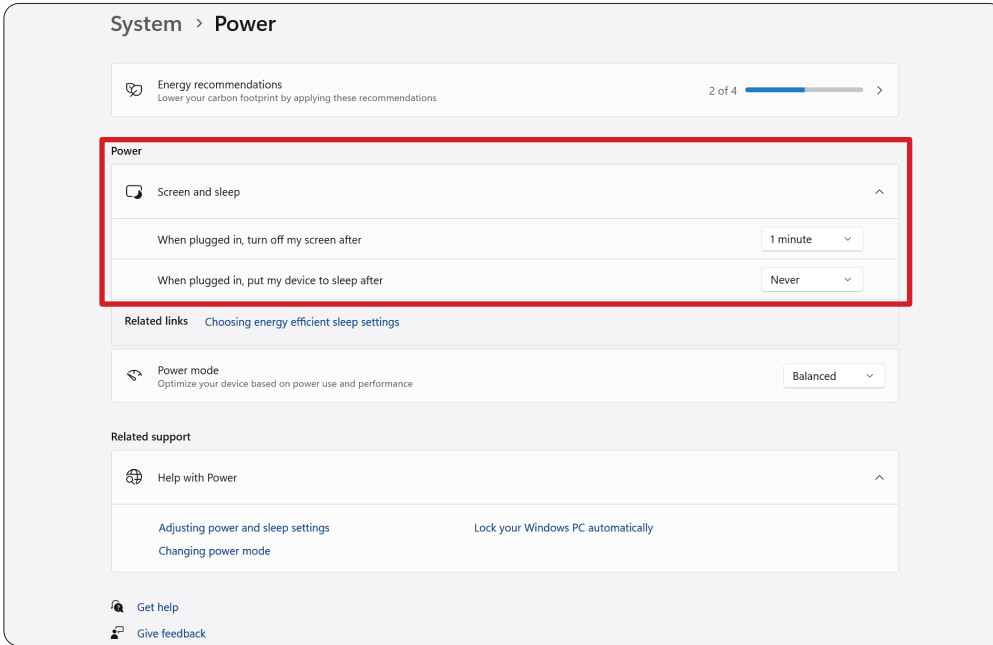 System > Power
Energy recommendations
Lower your carbon footprint by applying these recommendations
2 of 4
Power
Screen and sleep
When plugged in, turn off my screen after
1 minute
When plugged in, put my device to sleep after
Never
Related links Choosing energy efficient sleep settings
Power mode
Optimize your device based on power use and performance
Balanced
Related support
Help with Power
Adjusting power and sleep settings
Lock your Windows PC automatically
Changing power mode
Get help
Give feedback